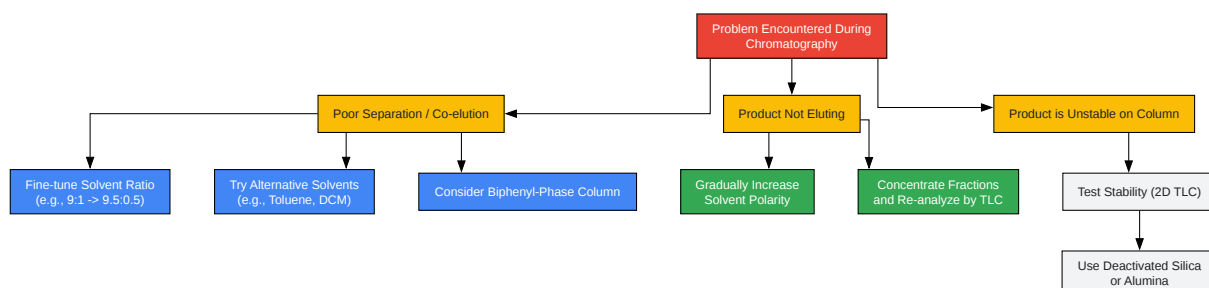 Problem Encountered During
Chromatography
Poor Separation / Co-elution
Product Not Eluting
Product is Unstable on Column
Fine-tune Solvent Ratio
(e.g., 9:1 -> 9.5:0.5)
Try Alternative Solvents
(e.g., Toluene, DCM)
Consider Biphenyl-Phase Column
Gradually Increase
Solvent Polarity
Concentrate Fractions
and Re-analyze by TLC
Test Stability (2D TLC)
Use Deactivated Silica
or Alumina